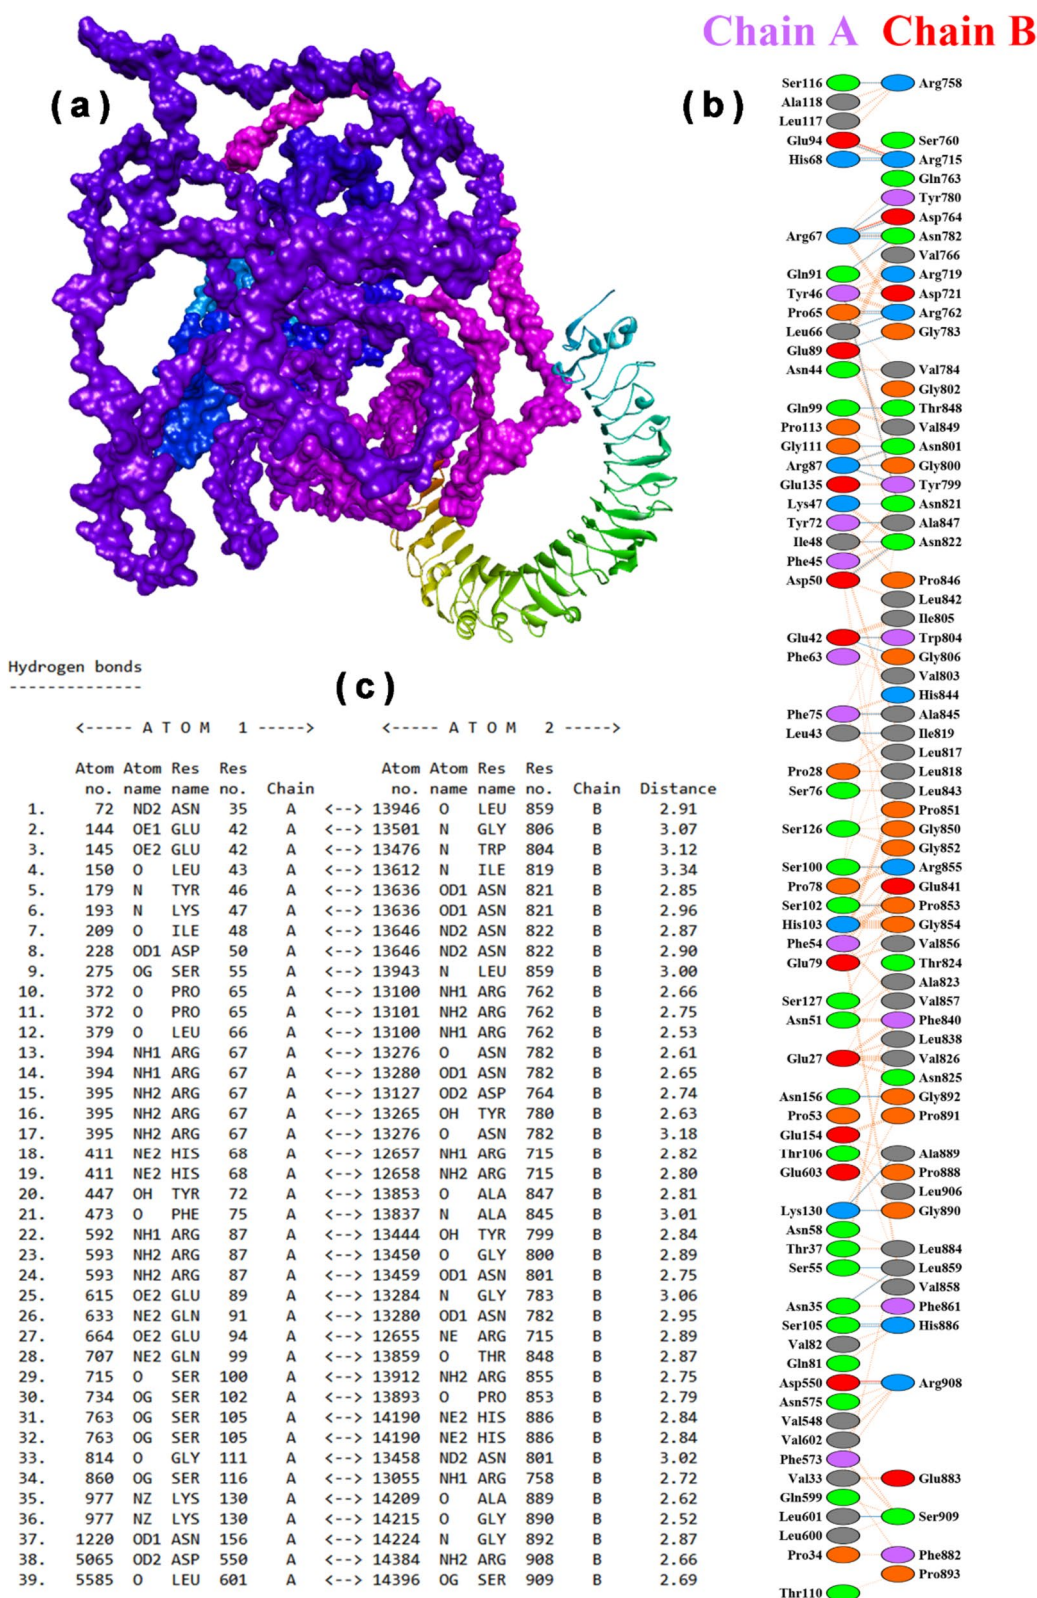 Chain A Chain B
(a)
(b)
Ser116 Arg758
Ala118
Leu117
Glu94 Ser760
His68 Arg715
Gln763
Tyr780
Asp764
Arg67 Asn782
Val766
Gln91 Arg719
Tyr46 Asp721
Pro65 Arg762
Leu66 Gly783
Glu89
Asn44 Val784
Gly802
Gln99 Thr848
Pro113 Val849
Gly111 Asn801
Arg87 Gly800
Glu135 Tyr799
Lys47 Asn821
Tyr72 Ala847
Ile48 Asn822
Phe45
Asp50 Pro846
Leu842
Ile805
Glu42 Trp804
Phe63 Gly806
Val803
His844
Phe75 Ala845
Leu43 Ile819
Leu817
Pro28 Leu818
Ser76 Leu843
Pro851
Ser126 Gly850
Gly852
Ser100 Arg855
Pro78 Glu841
Ser102 Pro853
His103 Gly854
Phe54 Val856
Glu79 Thr824
Ala823
Ser127 Val857
Asn51 Phe840
Leu838
Glu27 Val826
Asn825
Asn156 Gly892
Pro53 Pro891
Glu154
Thr106 Ala889
Glu603 Pro888
Leu906
Lys130 Gly890
Asn58
Thr37 Leu884
Ser55 Leu859
Val858
Asn35 Phe861
Ser105 His886
Val82
Gln81
Asp550 Arg908
Asn575
Val548
Val602
Phe573
Val33 Glu883
Gln599
Leu601 Ser909
Leu600
Pro34 Phe882
Pro893
Thr110
Hydrogen bonds
--------------
(c)
<----- A T O M 1 -----> <----- A T O M 2 ----->
Atom Atom Res Res Atom Atom Res Res
no. name name no. Chain no. name name no. Chain Distance
1. 72 ND2 ASN 35 A <--> 13946 O LEU 859 B 2.91
2. 144 OE1 GLU 42 A <--> 13501 N GLY 806 B 3.07
3. 145 OE2 GLU 42 A <--> 13476 N TRP 804 B 3.12
4. 150 O LEU 43 A <--> 13612 N ILE 819 B 3.34
5. 179 N TYR 46 A <--> 13636 OD1 ASN 821 B 2.85
6. 193 N LYS 47 A <--> 13636 OD1 ASN 821 B 2.96
7. 209 O ILE 48 A <--> 13646 ND2 ASN 822 B 2.87
8. 228 OD1 ASP 50 A <--> 13646 ND2 ASN 822 B 2.90
9. 275 OG SER 55 A <--> 13943 N LEU 859 B 3.00
10. 372 O PRO 65 A <--> 13100 NH1 ARG 762 B 2.66
11. 372 O PRO 65 A <--> 13101 NH2 ARG 762 B 2.75
12. 379 O LEU 66 A <--> 13100 NH1 ARG 762 B 2.53
13. 394 NH1 ARG 67 A <--> 13276 O ASN 782 B 2.61
14. 394 NH1 ARG 67 A <--> 13280 OD1 ASN 782 B 2.65
15. 395 NH2 ARG 67 A <--> 13127 OD2 ASP 764 B 2.74
16. 395 NH2 ARG 67 A <--> 13265 OH TYR 780 B 2.63
17. 395 NH2 ARG 67 A <--> 13276 O ASN 782 B 3.18
18. 411 NE2 HIS 68 A <--> 12657 NH1 ARG 715 B 2.82
19. 411 NE2 HIS 68 A <--> 12658 NH2 ARG 715 B 2.80
20. 447 OH TYR 72 A <--> 13853 O ALA 847 B 2.81
21. 473 O PHE 75 A <--> 13837 N ALA 845 B 3.01
22. 592 NH1 ARG 87 A <--> 13444 OH TYR 799 B 2.84
23. 593 NH2 ARG 87 A <--> 13450 O GLY 800 B 2.89
24. 593 NH2 ARG 87 A <--> 13459 OD1 ASN 801 B 2.75
25. 615 OE2 GLU 89 A <--> 13284 N GLY 783 B 3.06
26. 633 NE2 GLN 91 A <--> 13280 OD1 ASN 782 B 2.95
27. 664 OE2 GLU 94 A <--> 12655 NE ARG 715 B 2.89
28. 707 NE2 GLN 99 A <--> 13859 O THR 848 B 2.87
29. 715 O SER 100 A <--> 13912 NH2 ARG 855 B 2.75
30. 734 OG SER 102 A <--> 13893 O PRO 853 B 2.79
31. 763 OG SER 105 A <--> 14190 NE2 HIS 886 B 2.84
32. 763 OG SER 105 A <--> 14190 NE2 HIS 886 B 2.84
33. 814 O GLY 111 A <--> 13458 ND2 ASN 801 B 3.02
34. 860 OG SER 116 A <--> 13055 NH1 ARG 758 B 2.72
35. 977 NZ LYS 130 A <--> 14209 O ALA 889 B 2.62
36. 977 NZ LYS 130 A <--> 14215 O GLY 890 B 2.52
37. 1220 OD1 ASN 156 A <--> 14224 N GLY 892 B 2.87
38. 5065 OD2 ASP 550 A <--> 14384 NH2 ARG 908 B 2.66
39. 5585 O LEU 601 A <--> 14396 OG SER 909 B 2.69